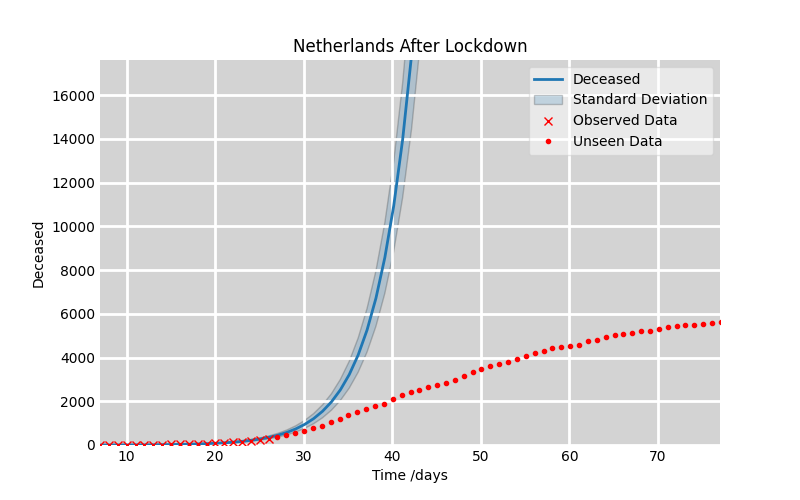 Netherlands After Lockdown
Deceased
Standard Deviation
Observed Data
Unseen Data
16000
14000
12000
10000
8000
6000
4000
2000
0
Deceased
10 20 30 40 50 60 70
Time /days